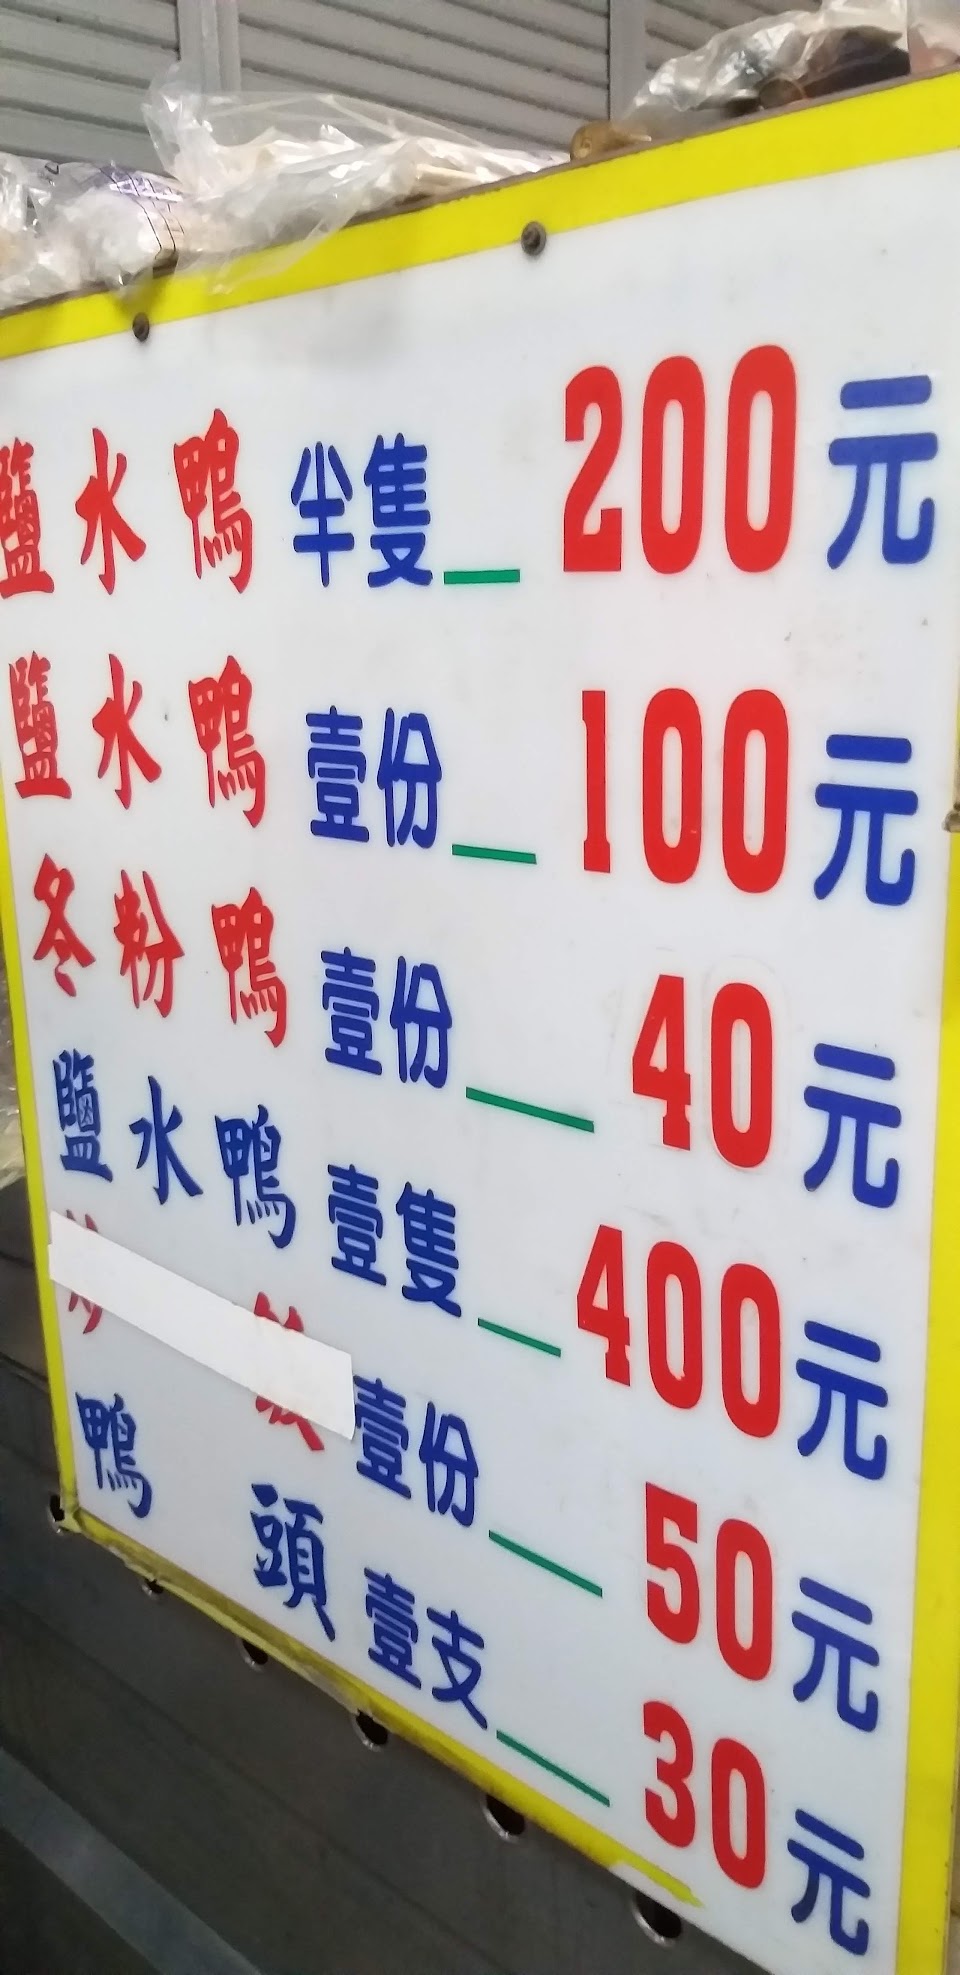 鹽水鴨半隻 200元
鹽水鴨壹份 100元
冬粉鴨壹份 40元
鹽水鴨壹隻 400元
壹份 50元
鴨頭壹支 30元